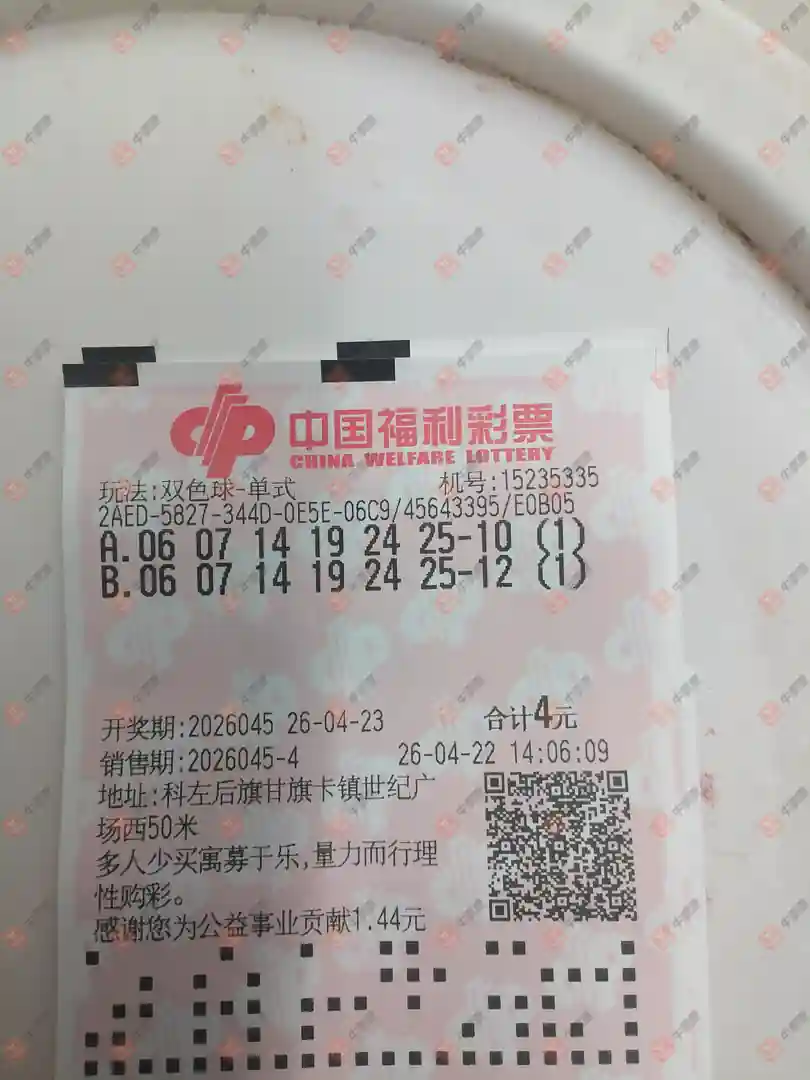 中国福利彩票
CHINA WELFARE LOTTERY
玩法:双色球-单式 机号:15235335
2AED-5827-344D-0E5E-06C9/45643395/E0B05
A.06 07 14 19 24 25-10 (1)
B.06 07 14 19 24 25-12 (1)
开奖期:2026045 26-04-23 合计4元
销售期:2026045-4 26-04-22 14:06:09
地址:科左后旗甘旗卡镇世纪广
场西50米
多人少买寓募于乐,量力而行理
性购彩。
感谢您为公益事业贡献1.44元